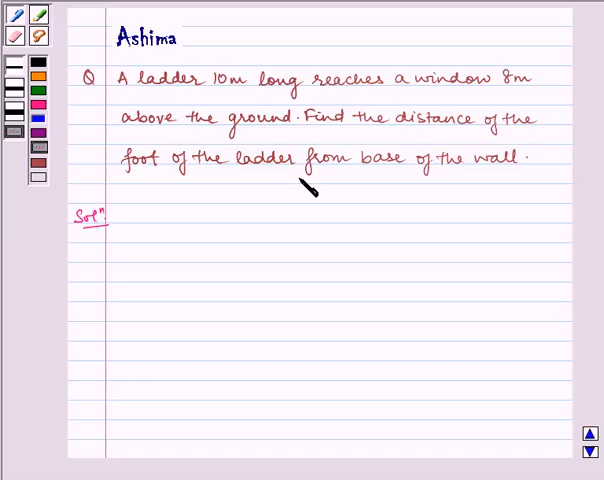 Ashima
Q A ladder 10m long reaches a window 8m
above the ground. Find the distance of the
foot of the ladder from base of the wall.
Solⁿ: